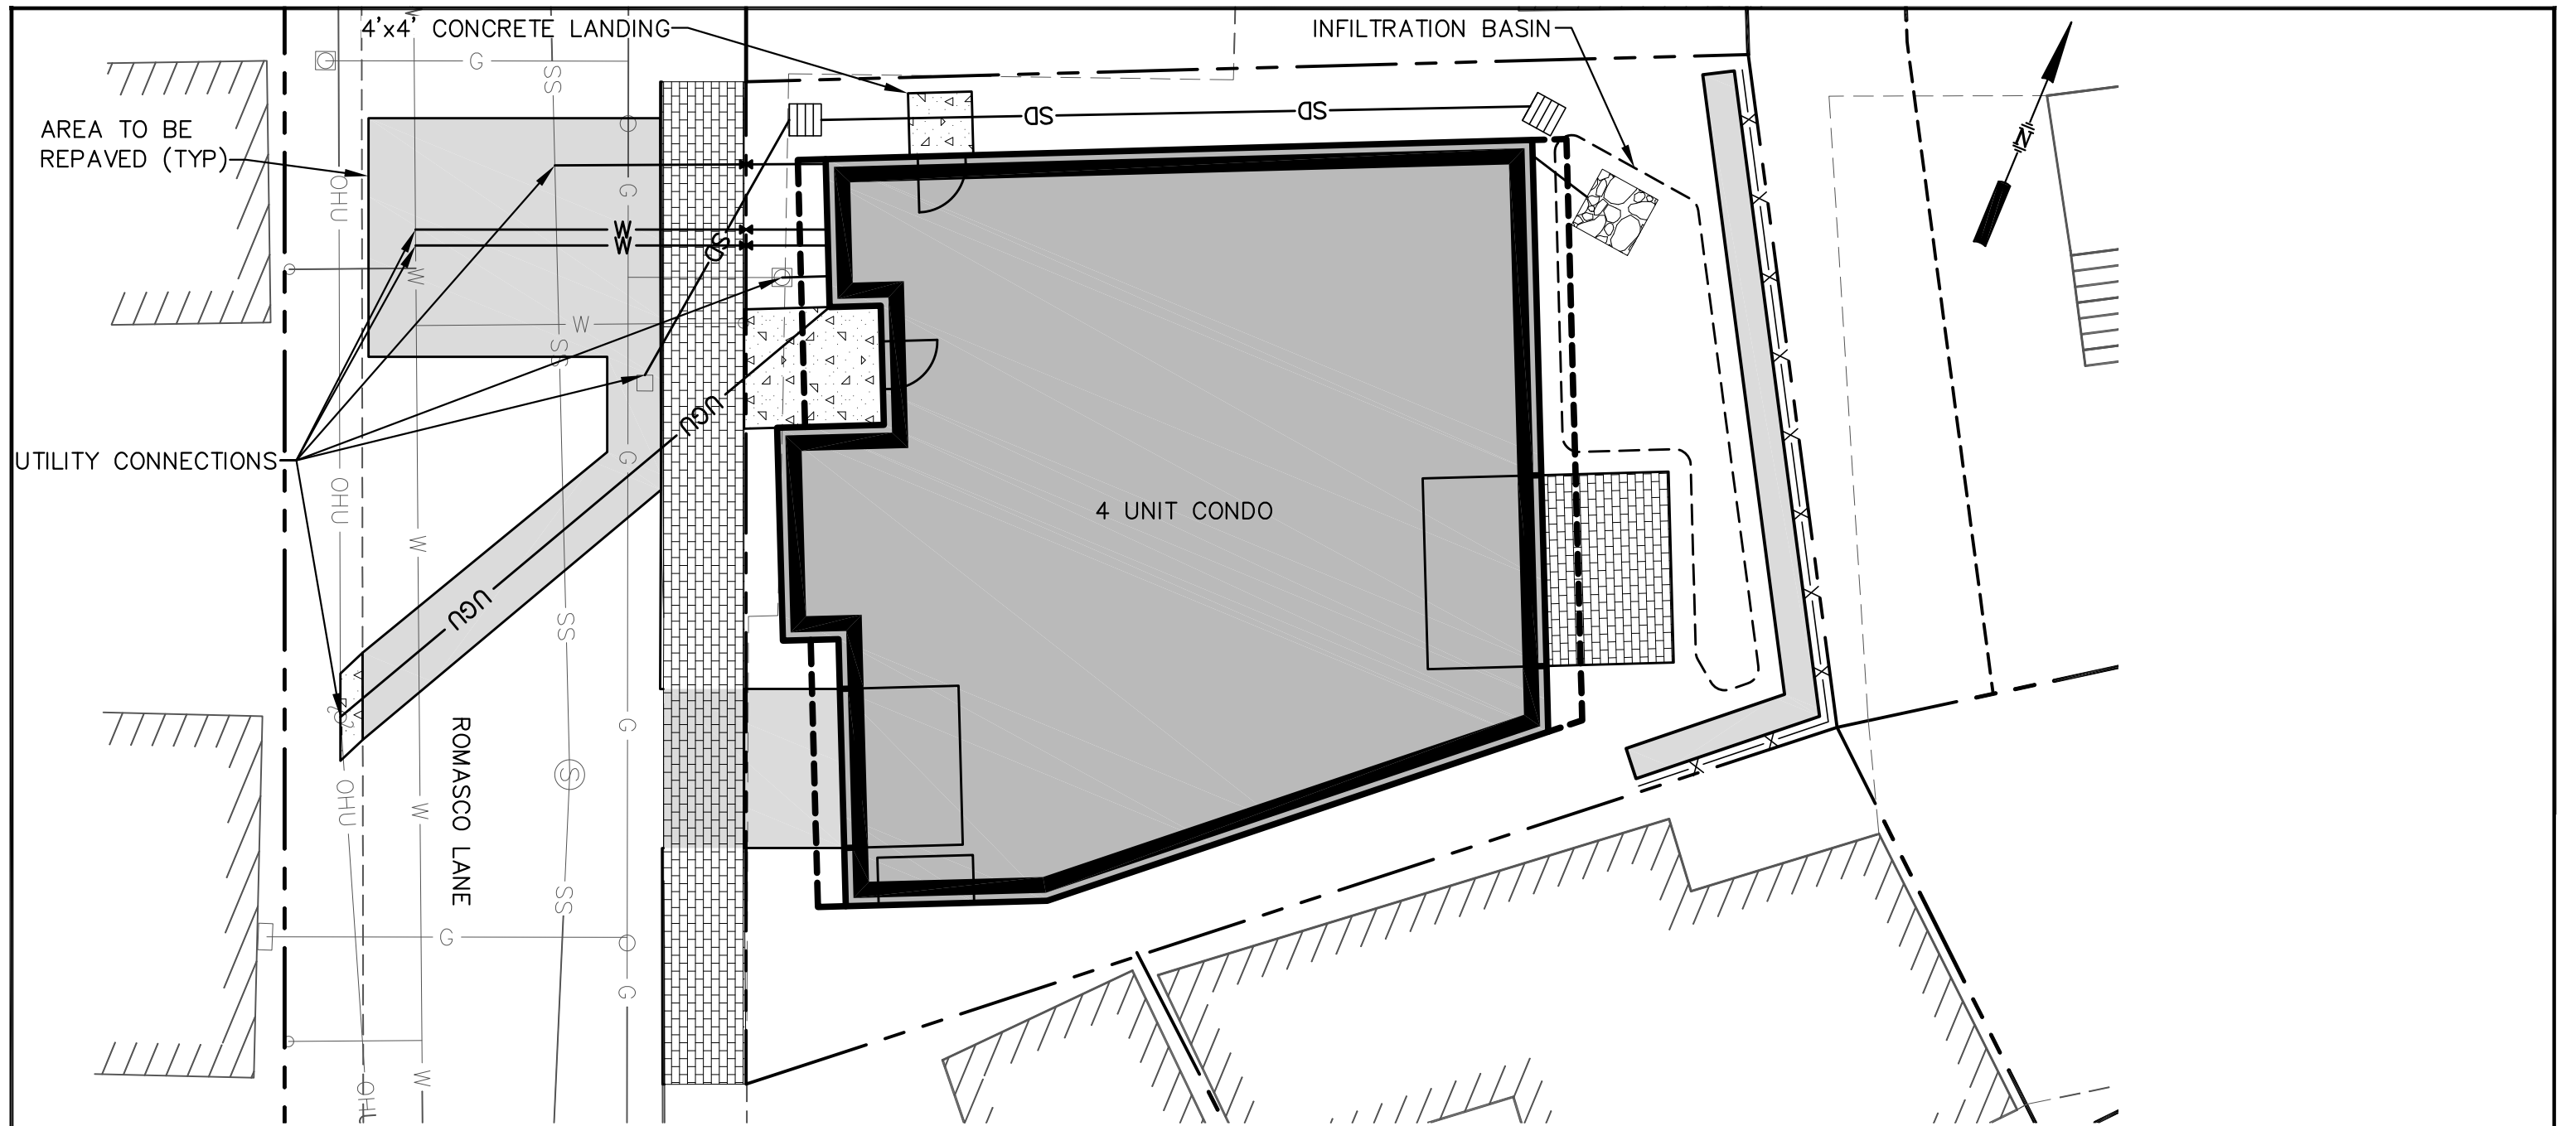 4'x4' CONCRETE LANDING
INFILTRATION BASIN
W
G
SS
SD
SD
AREA TO BE
REPAVED (TYP)
N
OHU
G
W
W
SD
W
W
SS
UGU
G
UTILITY CONNECTIONS
OHU
4 UNIT CONDO
W
UGU
SS
ROMASCO LANE
G
S
OHU
W
SS
G
G
W
OHU